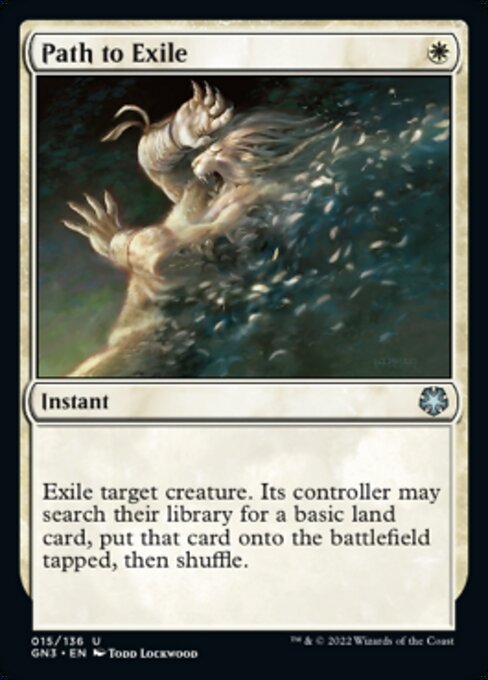 Path to Exile
Instant
Exile target creature. Its controller may
search their library for a basic land
card, put that card onto the battlefield
tapped, then shuffle.
015/136 U
GN3 • EN Todd Lockwood
™ & © 2022 Wizards of the Coast